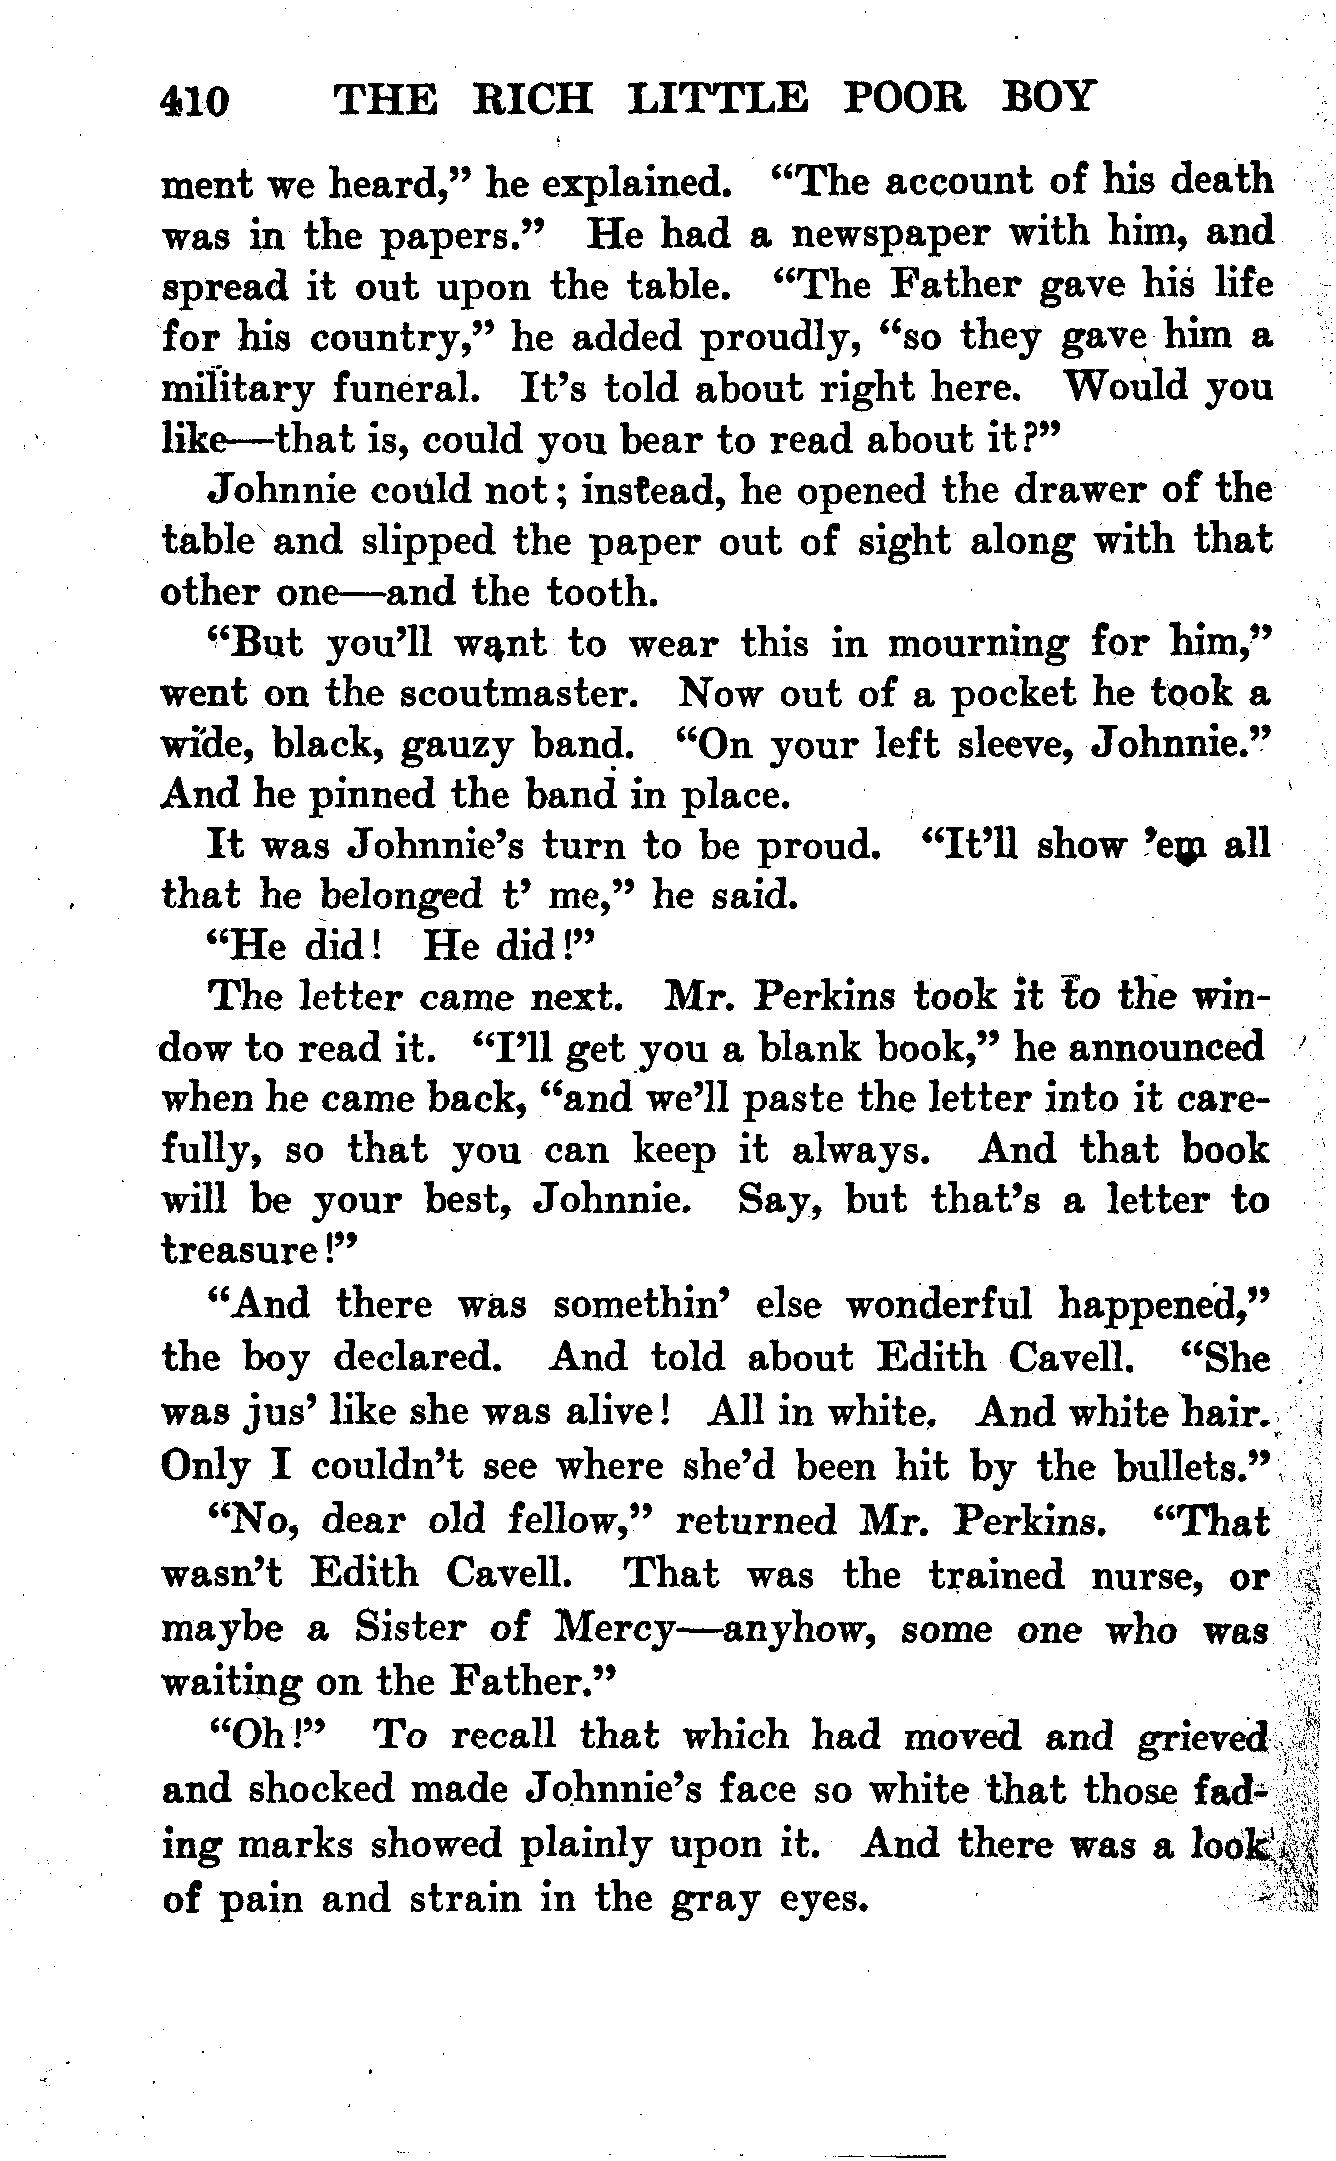 410 THE RICH LITTLE POOR BOY
ment we heard,” he explained. “The account of his death
was in the papers.” He had a newspaper with him, and
spread it out upon the table. “The Father gave his life
for his country,” he added proudly, “so they gave him a
military funeral. It’s told about right here. Would you
like—that is, could you bear to read about it?”
Johnnie could not; instead, he opened the drawer of the
table and slipped the paper out of sight along with that
other one—and the tooth.
“But you’ll want to wear this in mourning for him,”
went on the scoutmaster. Now out of a pocket he took a
wide, black, gauzy band. “On your left sleeve, Johnnie.”
And he pinned the band in place.
It was Johnnie’s turn to be proud. “It’ll show ’em all
that he belonged t’ me,” he said.
“He did! He did!”
The letter came next. Mr. Perkins took it to the win-
dow to read it. “I’ll get you a blank book,” he announced
when he came back, “and we’ll paste the letter into it care-
fully, so that you can keep it always. And that book
will be your best, Johnnie. Say, but that’s a letter to
treasure!”
“And there was somethin’ else wonderful happened,”
the boy declared. And told about Edith Cavell. “She
was jus’ like she was alive! All in white. And white hair.
Only I couldn’t see where she’d been hit by the bullets.”
“No, dear old fellow,” returned Mr. Perkins. “That
wasn’t Edith Cavell. That was the trained nurse, or
maybe a Sister of Mercy—anyhow, some one who was
waiting on the Father.”
“Oh!” To recall that which had moved and grieved
and shocked made Johnnie’s face so white that those fad-
ing marks showed plainly upon it. And there was a look
of pain and strain in the gray eyes.